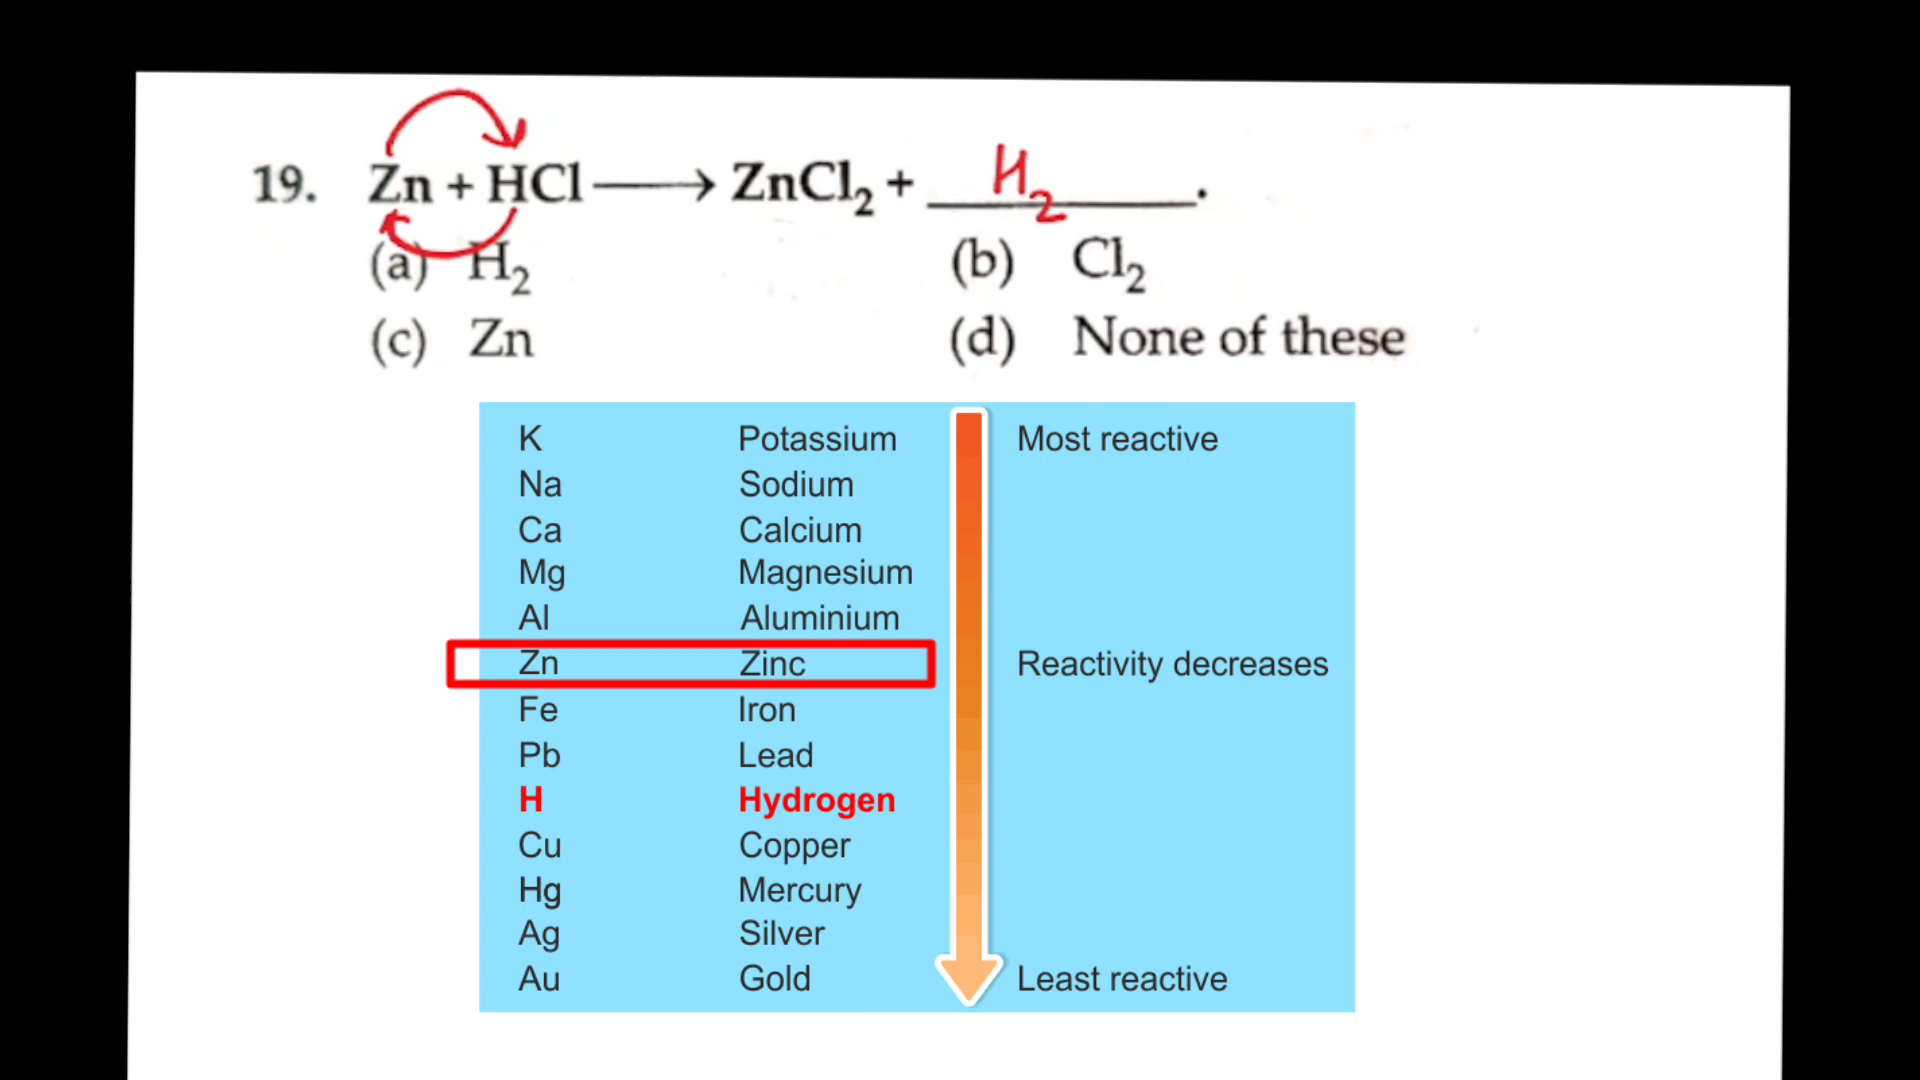 19. Zn + HCl ⟶ ZnCl₂ + H₂.
(a) H₂ (b) Cl₂
(c) Zn (d) None of these
K Potassium Most reactive
Na Sodium
Ca Calcium
Mg Magnesium
Al Aluminium
Zn Zinc Reactivity decreases
Fe Iron
Pb Lead
H Hydrogen
Cu Copper
Hg Mercury
Ag Silver
Au Gold Least reactive